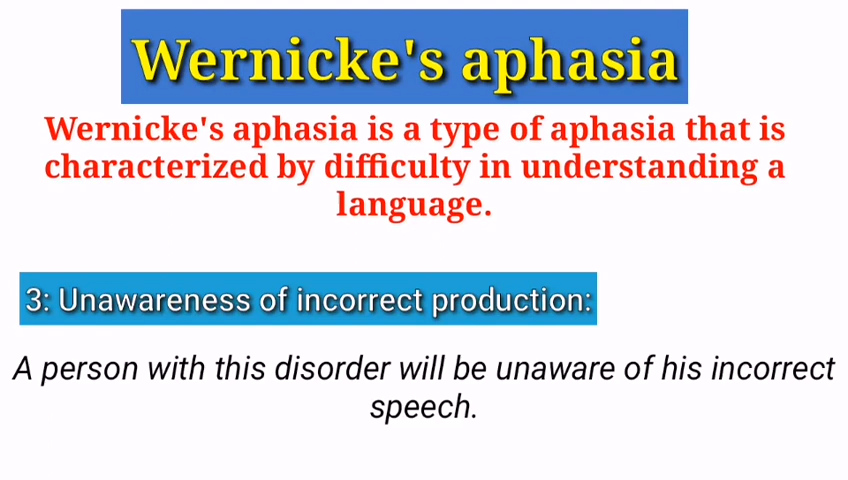 Wernicke's aphasia
Wernicke's aphasia is a type of aphasia that is
characterized by difficulty in understanding a
language.
3: Unawareness of incorrect production:
A person with this disorder will be unaware of his incorrect
speech.